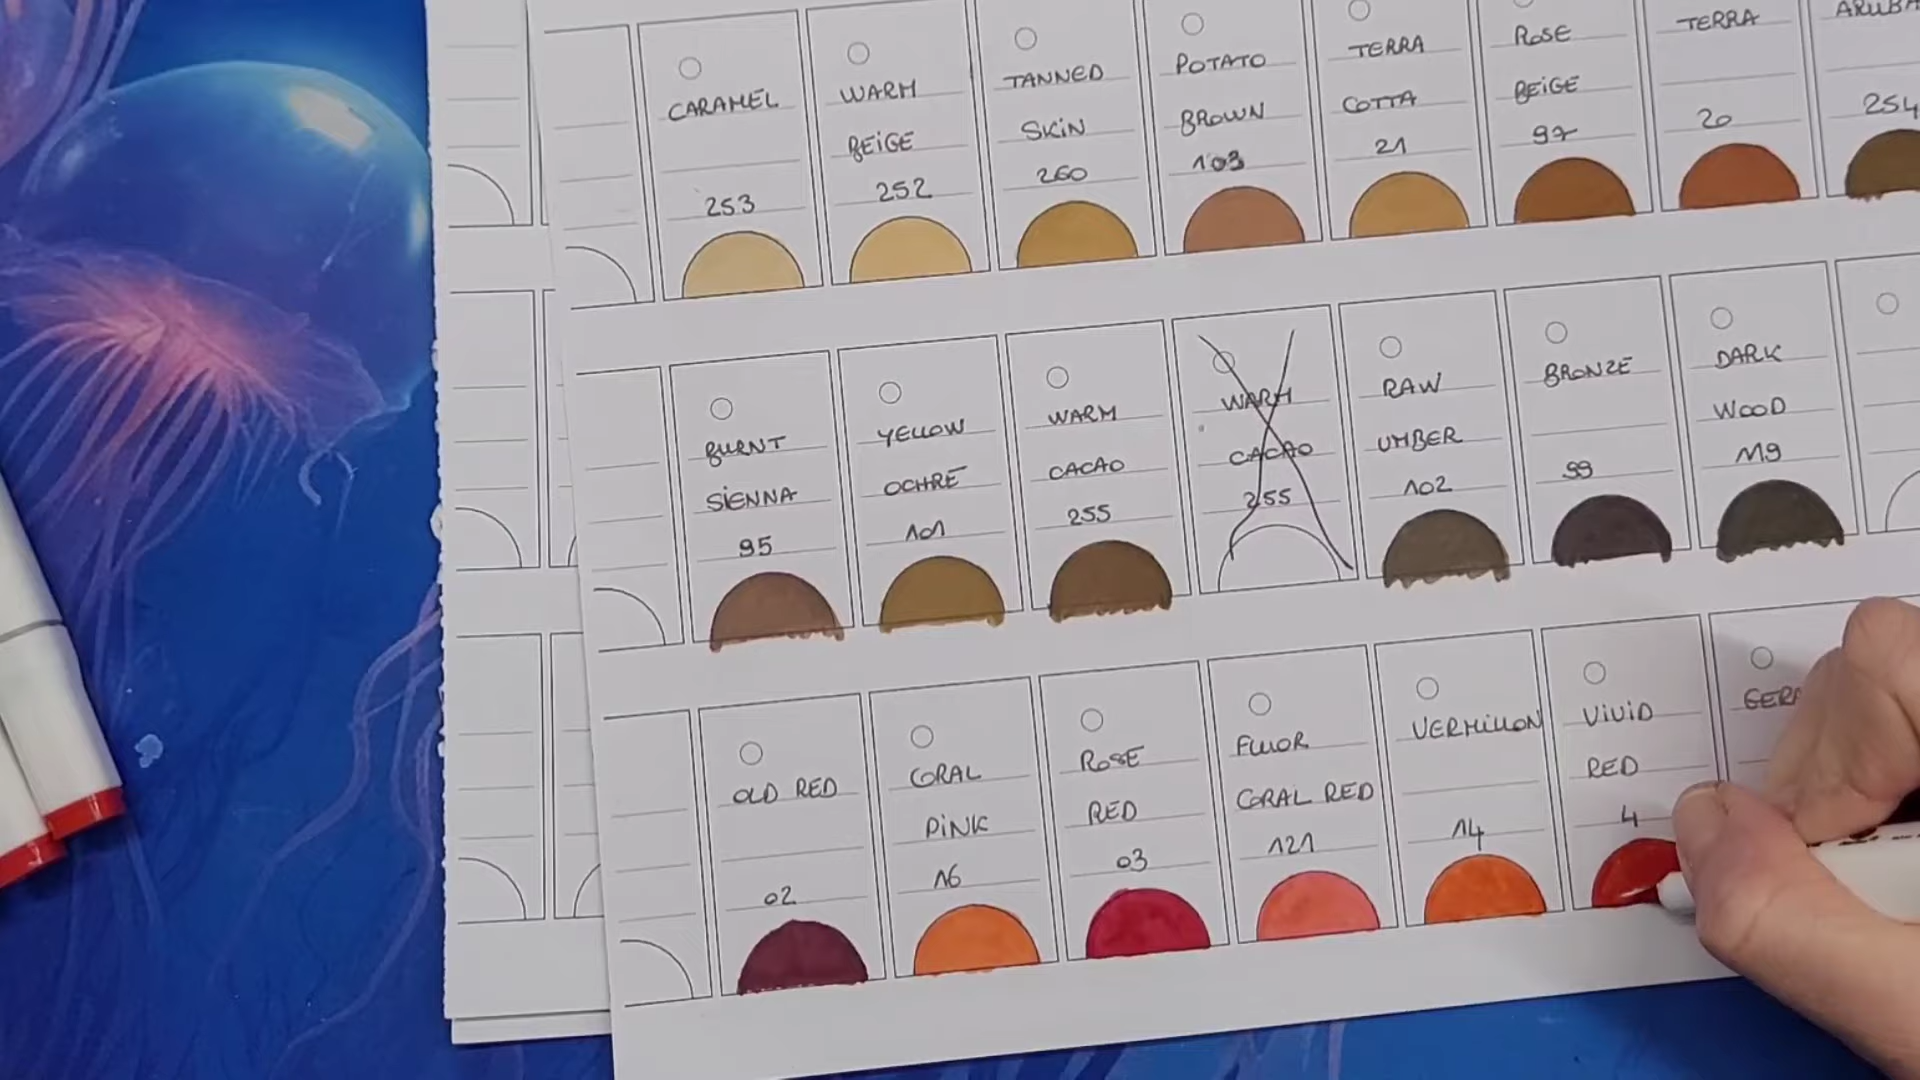 CARAMEL
253
WARM
BEIGE
252
TANNED
SKIN
260
POTATO
BROWN
103
TERRA
COTTA
21
ROSE
BEIGE
97
TERRA
20
ARUBA
254
BURNT
SIENNA
95
YELLOW
OCHRE
101
WARM
CACAO
255
WARM
CACAO
255
RAW
UMBER
102
BRONZE
99
DARK
WOOD
119
OLD RED
02
CORAL
PINK
16
ROSE
RED
03
FLUOR
CORAL RED
121
VERMILLON
14
VIVID
RED
4